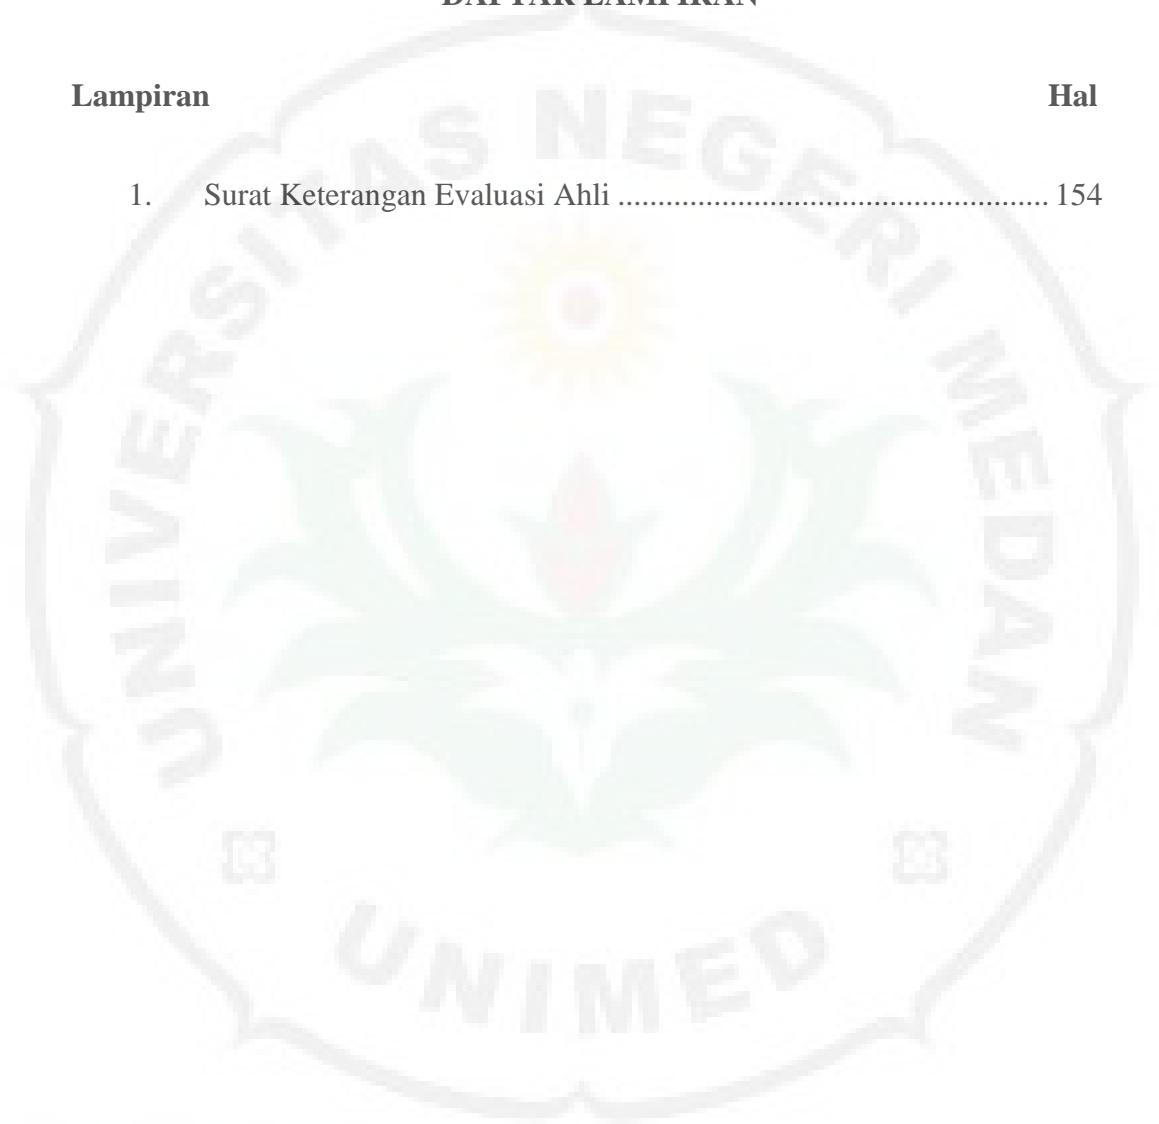 DAFTAR LAMPIRAN
Lampiran Hal
1. Surat Keterangan Evaluasi Ahli ..................................................... 154
UNIVERSITAS NEGERI MEDAN
UNIMED